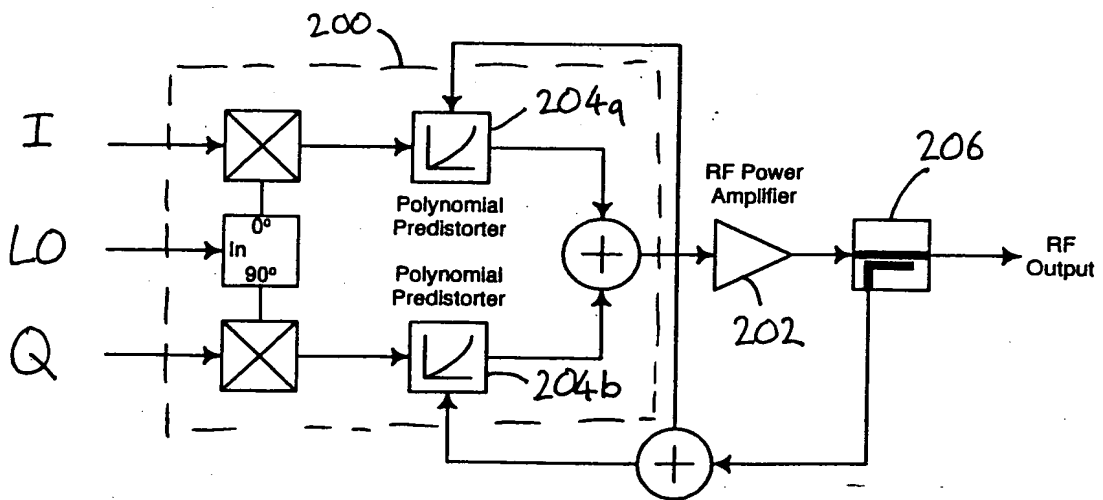 200
I
204a
RF Power
Amplifier
206
0°
Polynomial
Predistorter
LO
In
RF
Output
90°
Polynomial
Predistorter
202
Q
204b